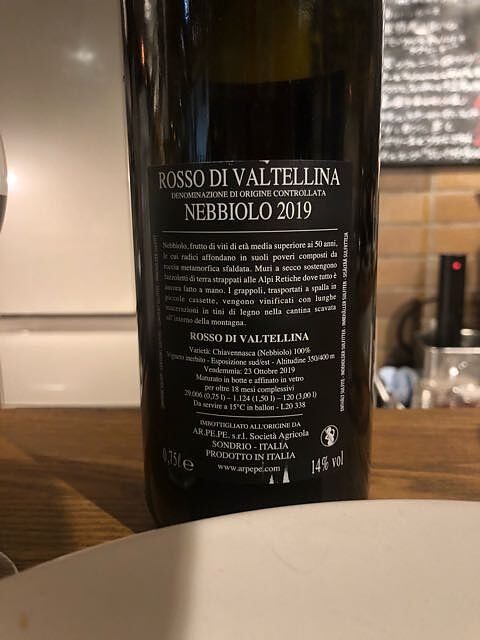 ROSSO DI VALTELLINA
DENOMINAZIONE DI ORIGINE CONTROLLATA
NEBBIOLO 2019
Nebbiolo, frutto di viti di età media superiore ai 50 anni,
le cui radici affondano in suoli poveri composti da
roccia metamorfica sfaldata. Muri a secco sostengono
fazzoletti di terra strappati alle Alpi Retiche dove tutto è
ancora fatto a mano. I grappoli, trasportati a spalla in
piccole cassette, vengono vinificati con lunghe
macerazioni in tini di legno nella cantina scavata
all'interno della montagna.
ROSSO DI VALTELLINA
Varietà: Chiavennasca (Nebbiolo) 100%
Vigneto inerbito - Esposizione sud/est - Altitudine 350/400 m
Vendemmia: 23 Ottobre 2019
Maturato in botte e affinato in vetro
per oltre 18 mesi complessivi
29.006 (0,75 l) – 1.124 (1,50 l) – 120 (3,00 l)
Da servire a 15°C in ballon - L20 338
IMBOTTIGLIATO ALL'ORIGINE DA
AR.PE.PE. s.r.l. Società Agricola
SONDRIO - ITALIA
PRODOTTO IN ITALIA
www.arpepe.com
0,75ℓ e
14% vol